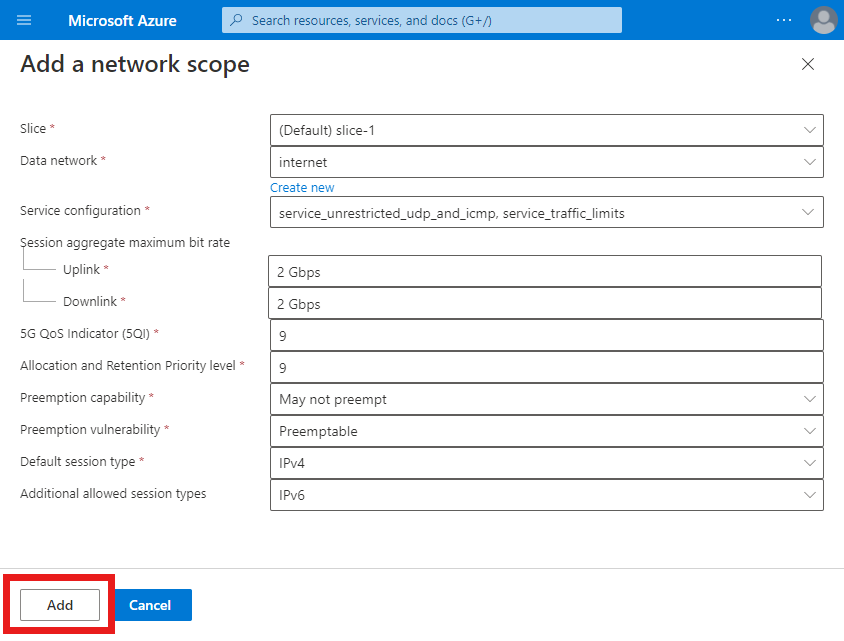 Microsoft Azure
Search resources, services, and docs (G+/)
Add a network scope
Slice *
(Default) slice-1
Data network *
internet
Create new
Service configuration *
service_unrestricted_udp_and_icmp, service_traffic_limits
Session aggregate maximum bit rate
Uplink *
2 Gbps
Downlink *
2 Gbps
5G QoS Indicator (5QI) *
9
Allocation and Retention Priority level *
9
Preemption capability *
May not preempt
Preemption vulnerability *
Preemptable
Default session type *
IPv4
Additional allowed session types
IPv6
Add
Cancel